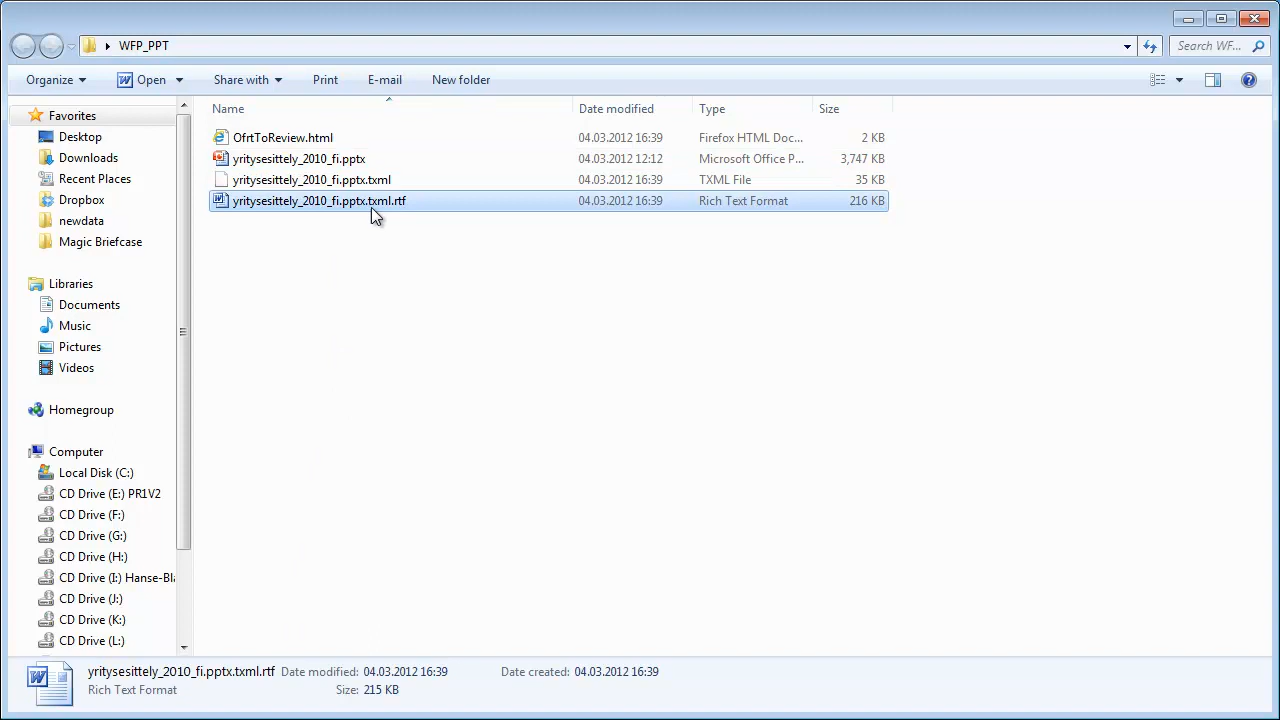 WFP_PPT
Search WF...
Organize Open Share with Print E-mail New folder
Name Date modified Type Size
Favorites
Desktop
Downloads
Recent Places
Dropbox
newdata
Magic Briefcase
Libraries
Documents
Music
Pictures
Videos
Homegroup
Computer
Local Disk (C:)
CD Drive (E:) PR1V2
CD Drive (F:)
CD Drive (G:)
CD Drive (H:)
CD Drive (I:) Hanse-Bl
CD Drive (J:)
CD Drive (K:)
CD Drive (L:)
OfrtToReview.html 04.03.2012 16:39 Firefox HTML Doc... 2 KB
yritysesittely_2010_fi.pptx 04.03.2012 12:12 Microsoft Office P... 3,747 KB
yritysesittely_2010_fi.pptx.txml 04.03.2012 16:39 TXML File 35 KB
yritysesittely_2010_fi.pptx.txml.rtf 04.03.2012 16:39 Rich Text Format 216 KB
yritysesittely_2010_fi.pptx.txml.rtf Date modified: 04.03.2012 16:39 Date created: 04.03.2012 16:39
Rich Text Format Size: 215 KB